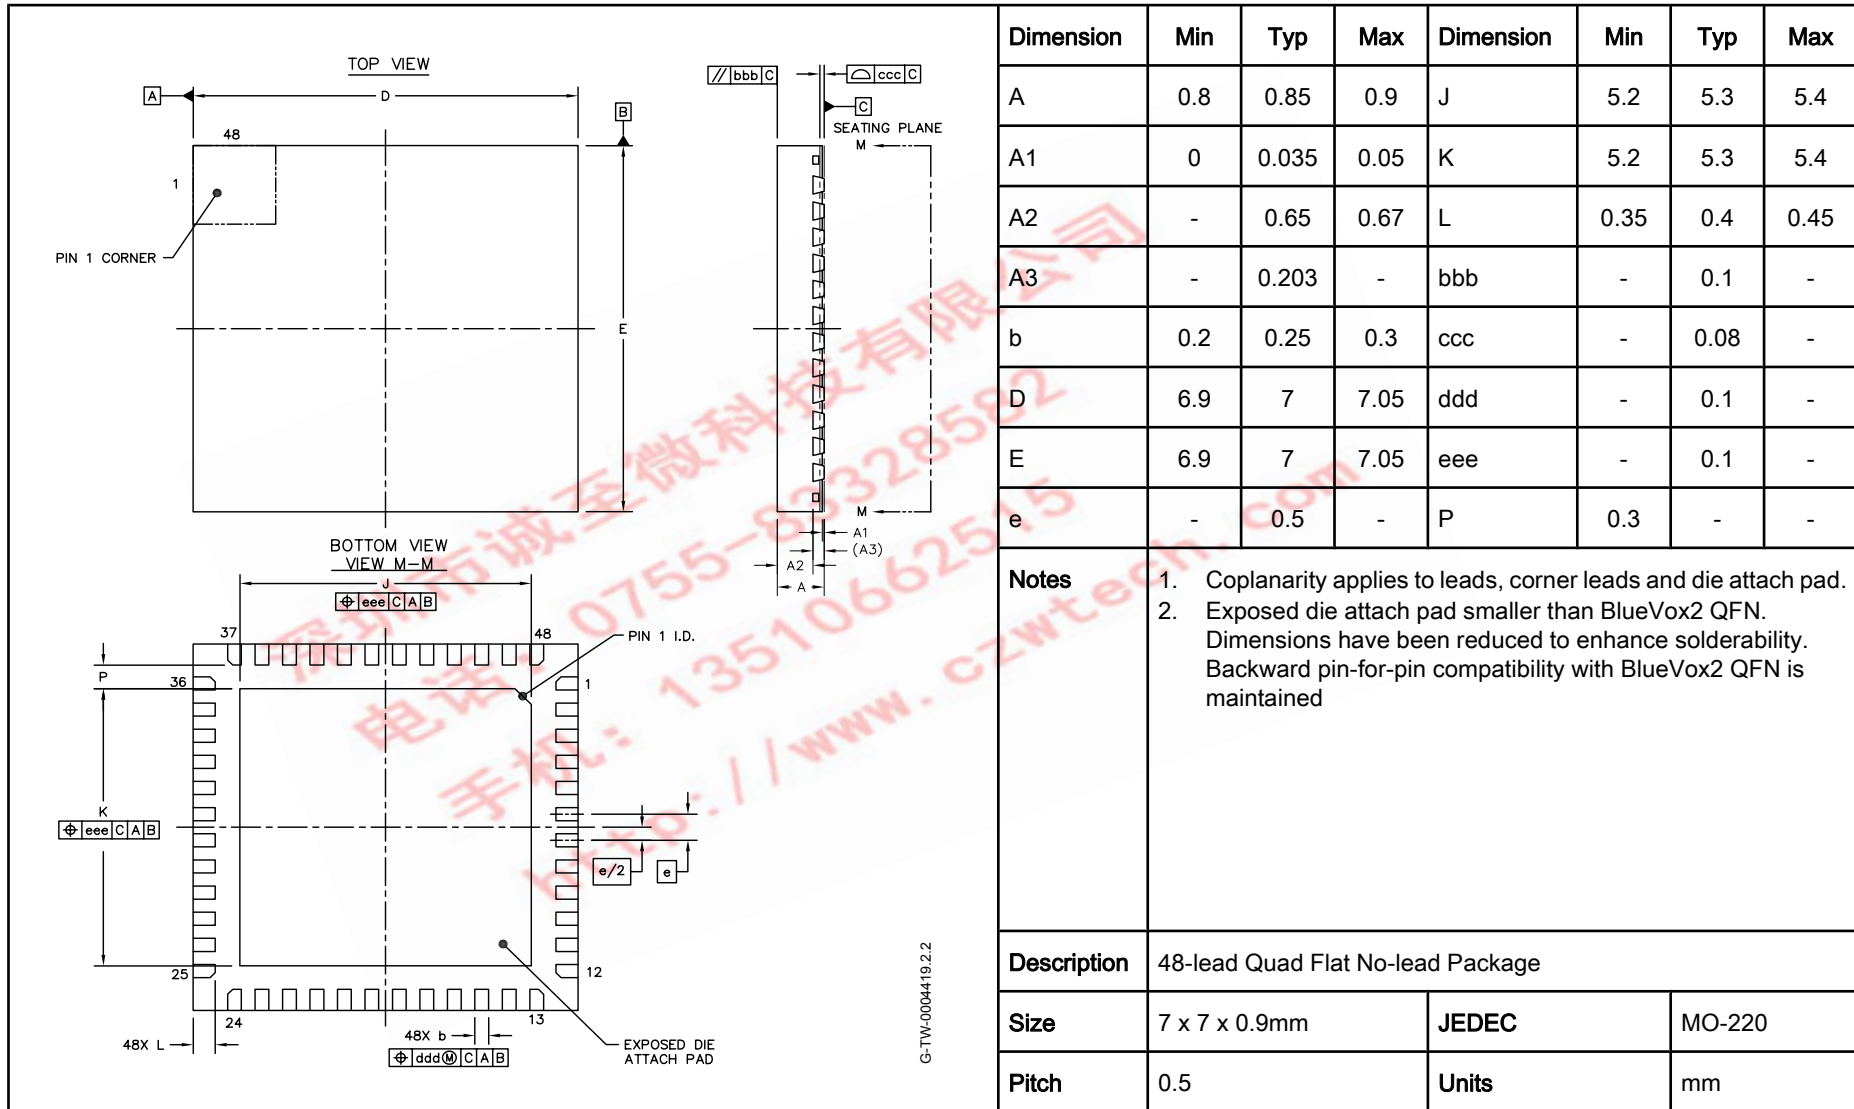 TOP VIEW
A
D
B
48
1
PIN 1 CORNER
E
// bbb C
ccc C
C
SEATING PLANE
M
M
A1
(A3)
A2
A
BOTTOM VIEW
VIEW M-M
J
⌖ eee C A B
37
48
PIN 1 I.D.
P
36
1
K
⌖ eee C A B
e/2
e
25
12
24
13
48X L
48X b
⌖ ddd Ⓜ C A B
EXPOSED DIE
ATTACH PAD
G-TW-0004419.2.2
Dimension Min Typ Max Dimension Min Typ Max
A 0.8 0.85 0.9 J 5.2 5.3 5.4
A1 0 0.035 0.05 K 5.2 5.3 5.4
A2 - 0.65 0.67 L 0.35 0.4 0.45
A3 - 0.203 - bbb - 0.1 -
b 0.2 0.25 0.3 ccc - 0.08 -
D 6.9 7 7.05 ddd - 0.1 -
E 6.9 7 7.05 eee - 0.1 -
e - 0.5 - P 0.3 - -
Notes 1. Coplanarity applies to leads, corner leads and die attach pad.
2. Exposed die attach pad smaller than BlueVox2 QFN.
Dimensions have been reduced to enhance solderability.
Backward pin-for-pin compatibility with BlueVox2 QFN is
maintained
Description 48-lead Quad Flat No-lead Package
Size 7 x 7 x 0.9mm JEDEC MO-220
Pitch 0.5 Units mm
深圳市诚至微科技有限公司
电话：0755-83328582
手机：13510662515
http://www.czwtech.com